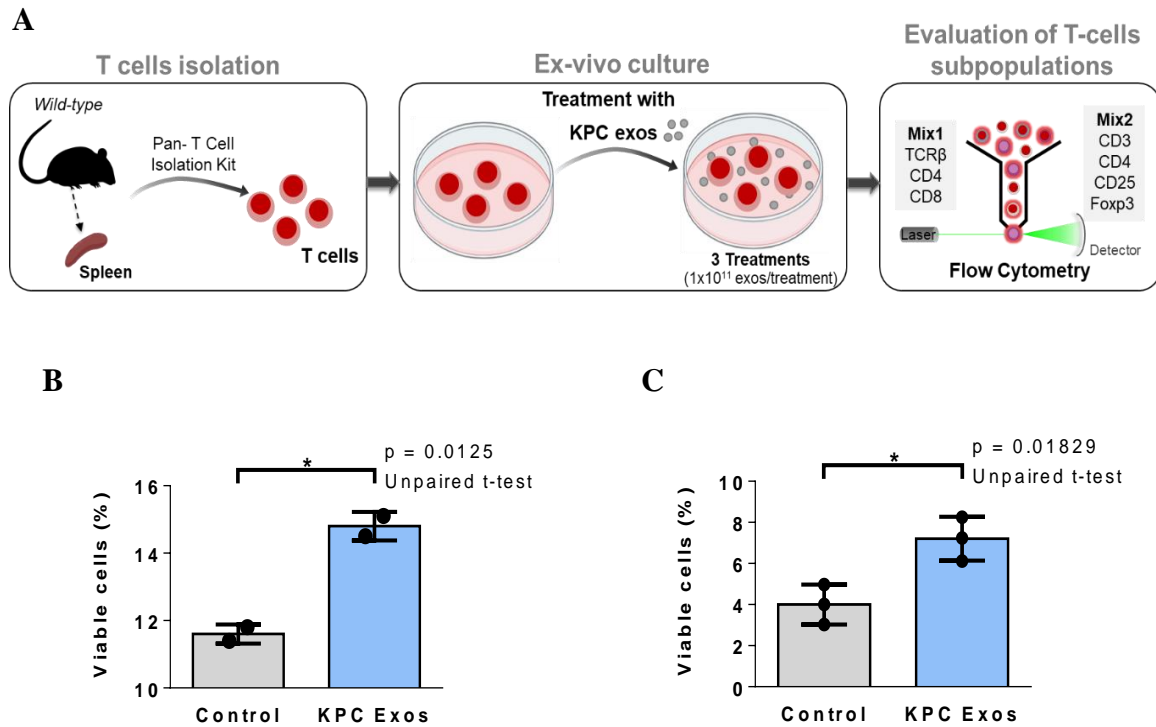 A
T cells isolation
Wild-type
Pan- T Cell
Isolation Kit
Spleen
T cells
Ex-vivo culture
Treatment with
KPC exos
3 Treatments
(1x10¹¹ exos/treatment)
Evaluation of T-cells
subpopulations
Mix1
TCRβ
CD4
CD8
Mix2
CD3
CD4
CD25
Foxp3
Laser
Detector
Flow Cytometry
B
p = 0.0125
Unpaired t-test
*
Viable cells (%)
16
14
12
10
Control
KPC Exos
C
p = 0.01829
Unpaired t-test
*
Viable cells (%)
10
8
6
4
2
0
Control
KPC Exos